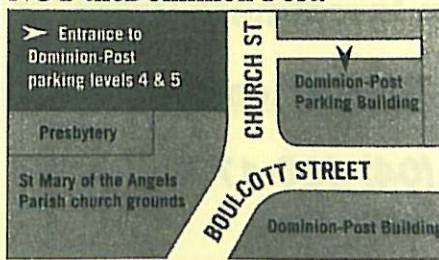 Entrance to
Dominion-Post
parking levels 4 & 5
CHURCH ST
Dominion-Post
Parking Building
Presbytery
St Mary of the Angels
Parish church grounds
BOULCOTT STREET
Dominion-Post Building